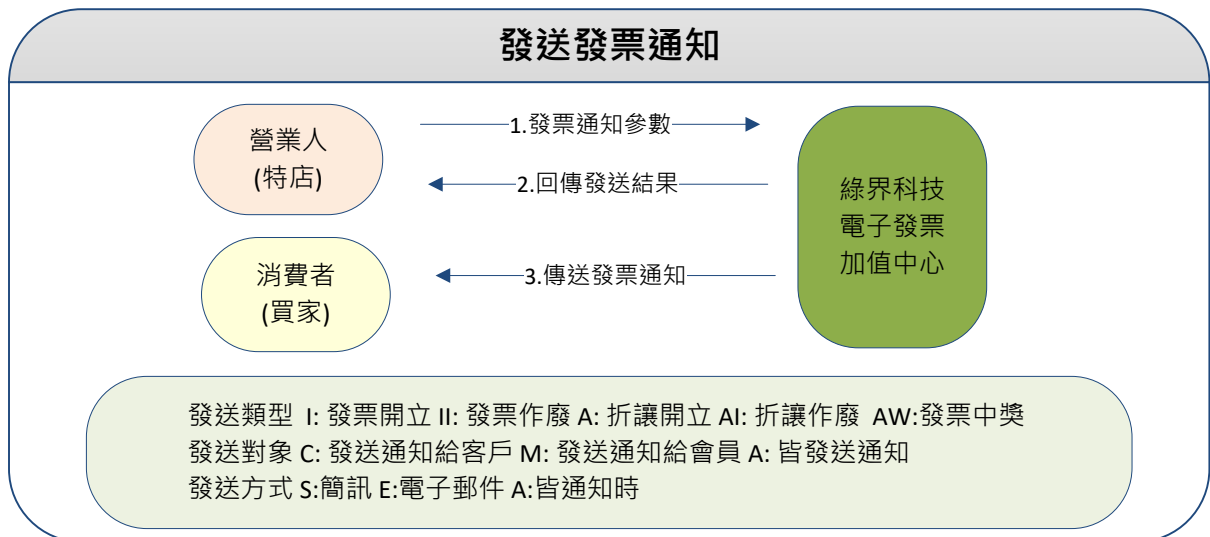 發送發票通知
營業人
(特店)
1.發票通知參數
2.回傳發送結果
綠界科技
電子發票
加值中心
消費者
(買家)
3.傳送發票通知
發送類型 I: 發票開立 II: 發票作廢 A: 折讓開立 AI: 折讓作廢 AW:發票中獎
發送對象 C: 發送通知給客戶 M: 發送通知給會員 A: 皆發送通知
發送方式 S:簡訊 E:電子郵件 A:皆通知時